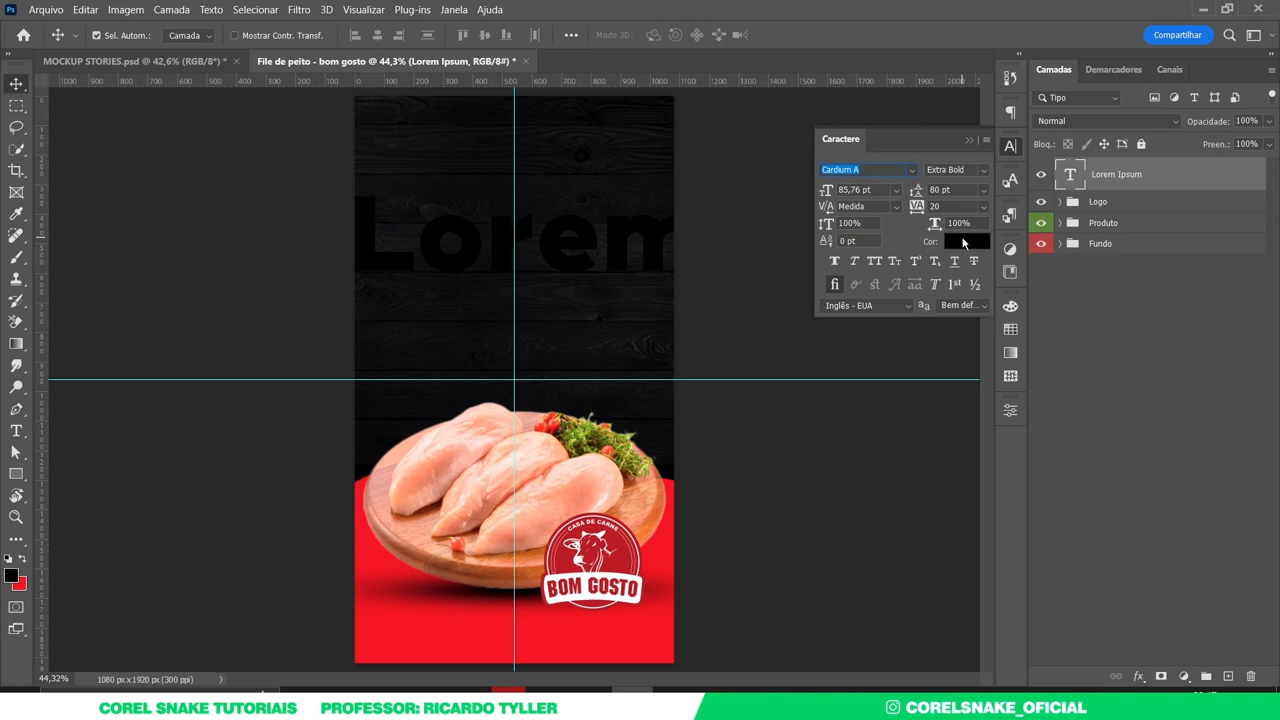 Arquivo Editar Imagem Camada Texto Selecionar Filtro 3D Visualizar Plug-ins Janela Ajuda
Sel. Autom.: Camada Mostrar Contr. Transf. Modo 3D: Compartilhar
MOCKUP STORIES.psd @ 42,6% (RGB/8*) * File de peito - bom gosto @ 44,3% (Lorem Ipsum, RGB/8#) *
Camadas Demarcadores Canais
Tipo
Normal Opacidade: 100%
Bloq.: Preen.: 100%
Lorem Ipsum
Logo
Produto
Fundo
Caractere
Cardium A Extra Bold
85,76 pt 80 pt
Medida 20
100% 100%
0 pt Cor:
Inglês - EUA Bem def...
Lorem
CASA DE CARNE
BOM GOSTO
44,32% 1080 px x 1920 px (300 ppi)
COREL SNAKE TUTORIAIS PROFESSOR: RICARDO TYLLER CORELSNAKE_OFICIAL